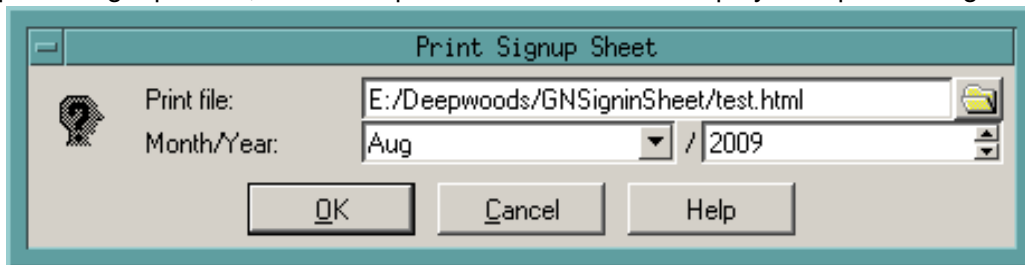 Print Signup Sheet
Print file: E:/Deepwoods/GNSigninSheet/test.html
Month/Year: Aug / 2009
OK Cancel Help